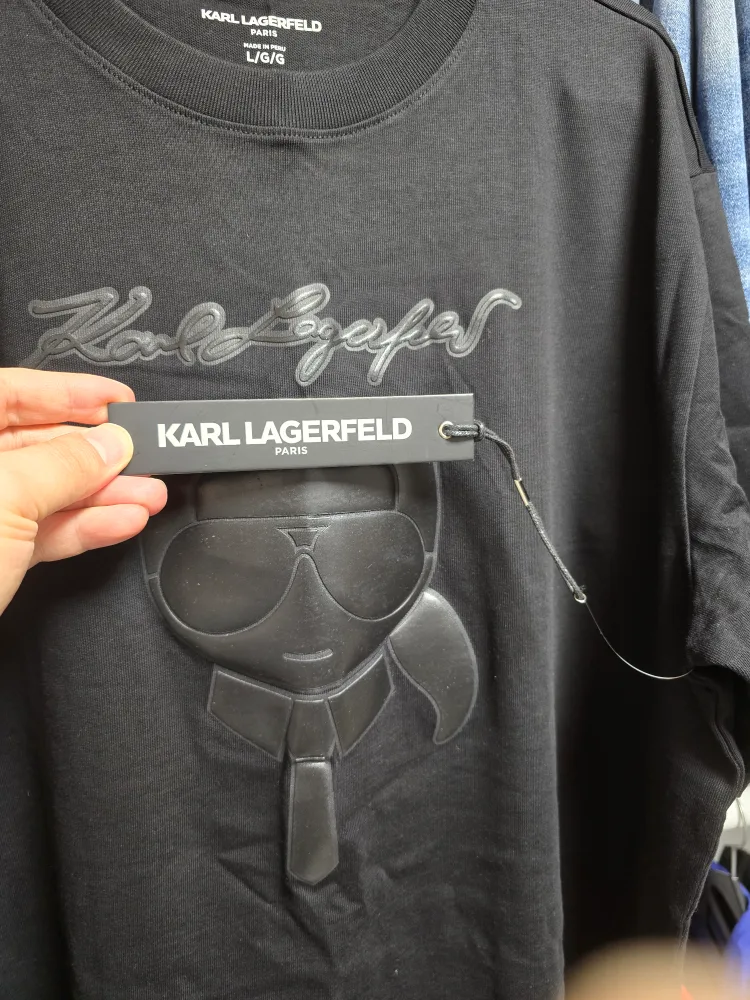 KARL LAGERFELD
PARIS
MADE IN PERU
L/G/G
Karl Lagerfeld
KARL LAGERFELD
PARIS